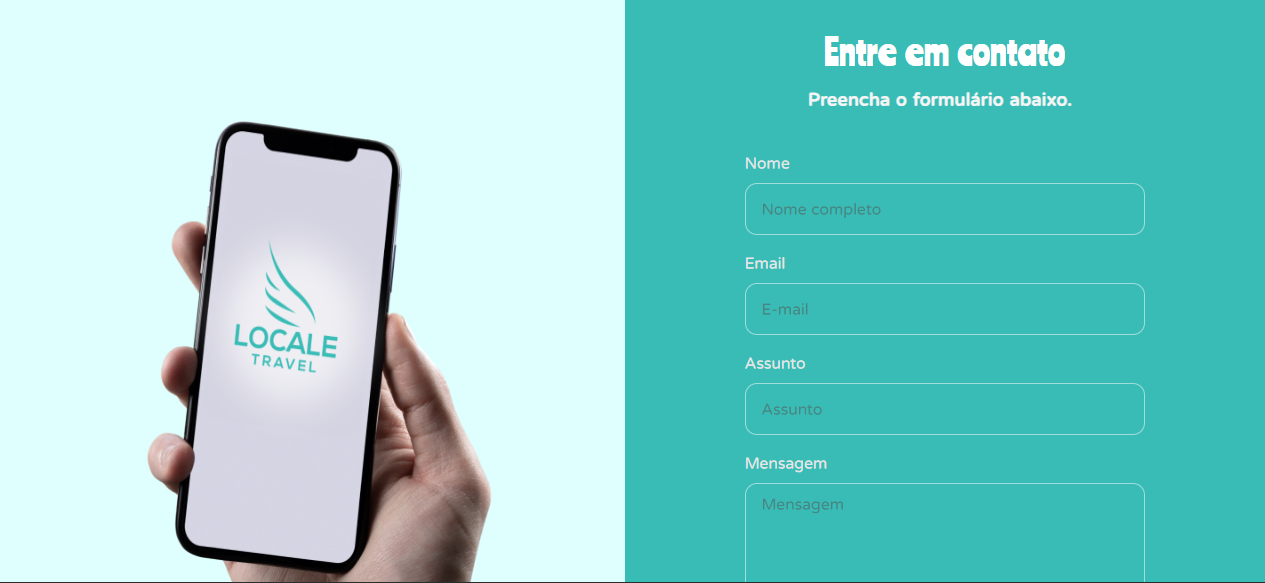 LOCALE
TRAVEL
Entre em contato
Preencha o formulário abaixo.
Nome
Nome completo
Email
E-mail
Assunto
Assunto
Mensagem
Mensagem